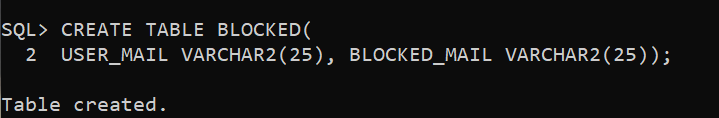 SQL> CREATE TABLE BLOCKED(
  2  USER_MAIL VARCHAR2(25), BLOCKED_MAIL VARCHAR2(25));
Table created.